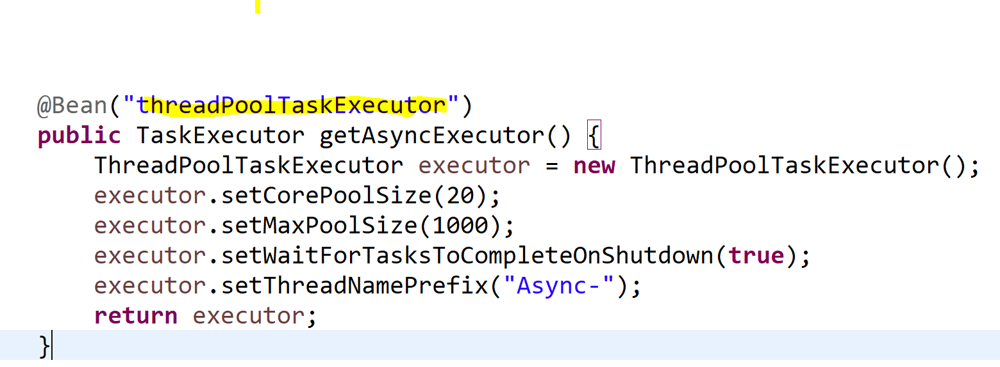 @Bean("threadPoolTaskExecutor")
public TaskExecutor getAsyncExecutor() {
    ThreadPoolTaskExecutor executor = new ThreadPoolTaskExecutor();
    executor.setCorePoolSize(20);
    executor.setMaxPoolSize(1000);
    executor.setWaitForTasksToCompleteOnShutdown(true);
    executor.setThreadNamePrefix("Async-");
    return executor;
}